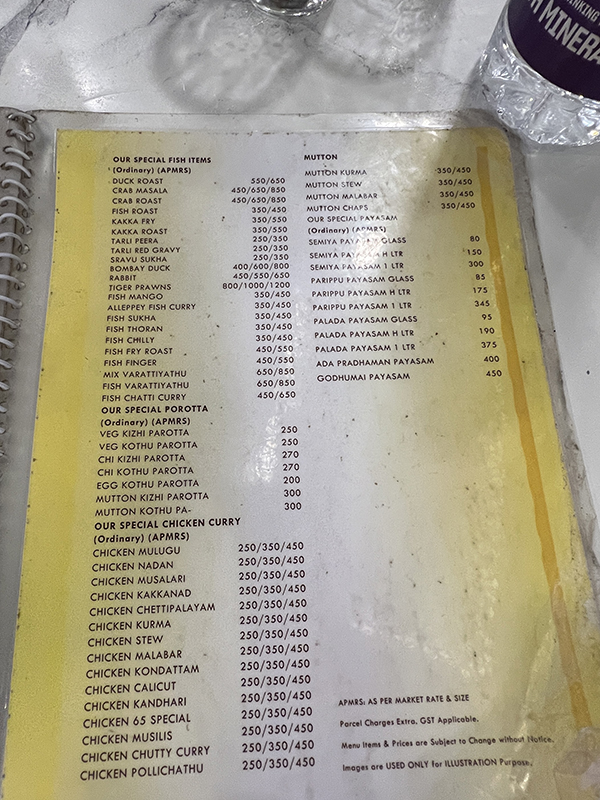 INKING
H MINERA
OUR SPECIAL FISH ITEMS
(Ordinary) (APMRS)
DUCK ROAST 550/650
CRAB MASALA 450/650/850
CRAB ROAST 450/650/850
FISH ROAST 350/450
KAKKA FRY 350/550
KAKKA ROAST 350/550
TARLI PEERA 250/350
TARLI RED GRAVY 250/350
SRAVU SUKHA 250/350
BOMBAY DUCK 400/600/800
RABBIT 450/550/650
TIGER PRAWNS 800/1000/1200
FISH MANGO 350/450
ALLEPPEY FISH CURRY 350/450
FISH SUKHA 350/450
FISH THORAN 350/450
FISH CHILLY 350/450
FISH FRY ROAST 450/550
FISH FINGER 450/550
MIX VARATTIYATHU 650/850
FISH VARATTIYATHU 650/850
FISH CHATTI CURRY 450/650
OUR SPECIAL POROTTA
(Ordinary) (APMRS)
VEG KIZHI PAROTTA 250
VEG KOTHU PAROTTA 250
CHI KIZHI PAROTTA 270
CHI KOTHU PAROTTA 270
EGG KOTHU PAROTTA 200
MUTTON KIZHI PAROTTA 300
MUTTON KOTHU PA- 300
OUR SPECIAL CHICKEN CURRY
(Ordinary) (APMRS)
CHICKEN MULUGU 250/350/450
CHICKEN NADAN 250/350/450
CHICKEN MUSALARI 250/350/450
CHICKEN KAKKANAD 250/350/450
CHICKEN CHETTIPALAYAM 250/350/450
CHICKEN KURMA 250/350/450
CHICKEN STEW 250/350/450
CHICKEN MALABAR 250/350/450
CHICKEN KONDATTAM 250/350/450
CHICKEN CALICUT 250/350/450
CHICKEN KANDHARI 250/350/450
CHICKEN 65 SPECIAL 250/350/450
CHICKEN MUSILIS 250/350/450
CHICKEN CHUTTY CURRY 250/350/450
CHICKEN POLLICHATHU 250/350/450
MUTTON
MUTTON KURMA 350/450
MUTTON STEW 350/450
MUTTON MALABAR 350/450
MUTTON CHAPS 350/450
OUR SPECIAL PAYASAM
(Ordinary) (APMRS)
SEMIYA PAYASAM GLASS 80
SEMIYA PAYASAM H LTR 150
SEMIYA PAYASAM 1 LTR 300
PARIPPU PAYASAM GLASS 85
PARIPPU PAYASAM H LTR 175
PARIPPU PAYASAM 1 LTR 345
PALADA PAYASAM GLASS 95
PALADA PAYASAM H LTR 190
PALADA PAYASAM 1 LTR 375
ADA PRADHAMAN PAYASAM 400
GODHUMAI PAYASAM 450
APMRS: AS PER MARKET RATE & SIZE
Parcel Charges Extra. GST Applicable.
Menu Items & Prices are Subject to Change without Notice.
Images are USED ONLY for ILLUSTRATION Purpose.